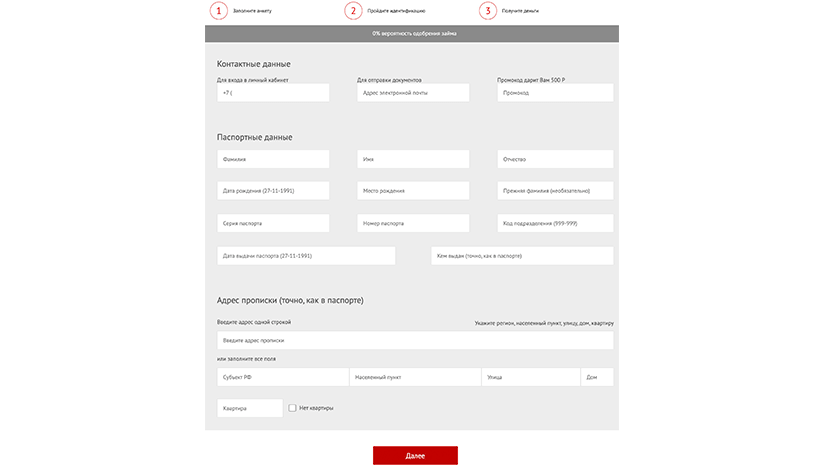 1 Заполните анкету 2 Пройдите идентификацию 3 Получите деньги
0% вероятность одобрения займа
Контактные данные
Для входа в личный кабинет Для отправки документов Промокод дарит Вам 500 Р
+7 ( Адрес электронной почты Промокод
Паспортные данные
Фамилия Имя Отчество
Дата рождения (27-11-1991) Место рождения Прежняя фамилия (необязательно)
Серия паспорта Номер паспорта Код подразделения (999-999)
Дата выдачи паспорта (27-11-1991) Кем выдан (точно, как в паспорте)
Адрес прописки (точно, как в паспорте)
Введите адрес одной строкой Укажите регион, населенный пункт, улицу, дом, квартиру
Введите адрес прописки
или заполните все поля
Субъект РФ Населенный пункт Улица Дом
Квартира Нет квартиры
Далее